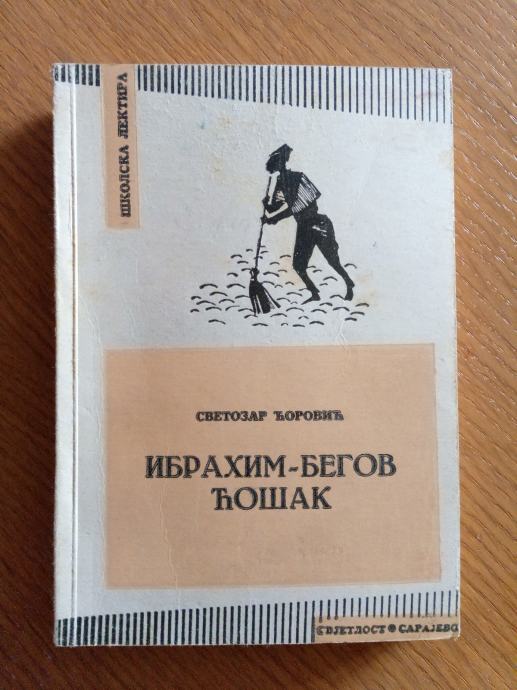 ШКОЛСКА ЛЕКТИРА
СВЕТОЗАР ЋОРОВИЋ
ИБРАХИМ-БЕГОВ
ЋОШАК
СВЈЕТЛОСТ ● САРАЈЕВО